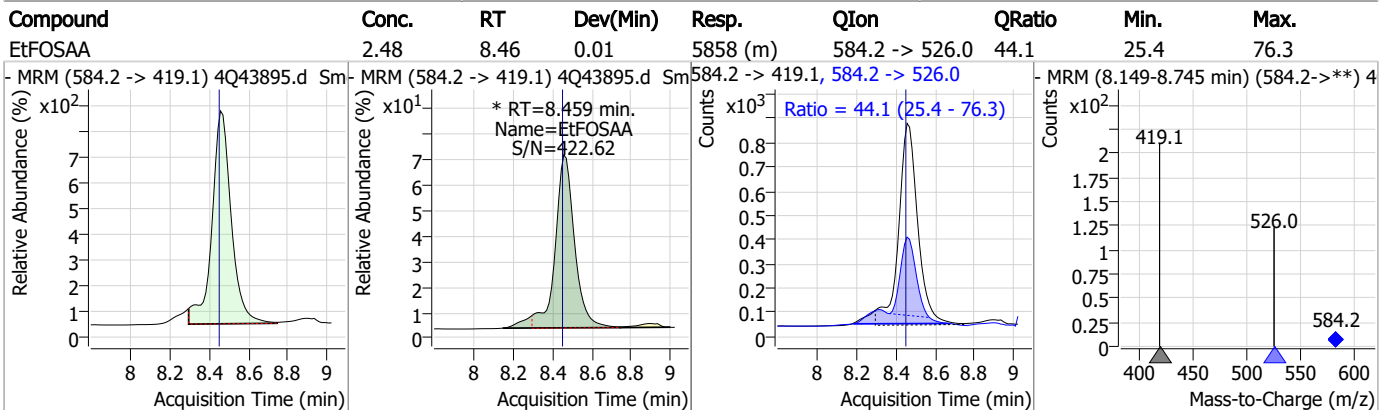 Compound Conc. RT Dev(Min) Resp. QIon QRatio Min. Max.
EtFOSAA 2.48 8.46 0.01 5858 (m) 584.2 -> 526.0 44.1 25.4 76.3
- MRM (584.2 -> 419.1) 4Q43895.d Sm
Relative Abundance (%)
x10²
7
6
5
4
3
2
1
0
8 8.2 8.4 8.6 8.8 9
Acquisition Time (min)
- MRM (584.2 -> 419.1) 4Q43895.d Sm
Relative Abundance (%)
x10¹
* RT=8.459 min.
Name=EtFOSAA
S/N=422.62
7
6
5
4
3
2
1
0
8 8.2 8.4 8.6 8.8 9
Acquisition Time (min)
584.2 -> 419.1, 584.2 -> 526.0
Counts
x10³
Ratio = 44.1 (25.4 - 76.3)
0.8
0.7
0.6
0.5
0.4
0.3
0.2
0.1
0
8 8.2 8.4 8.6 8.8 9
Acquisition Time (min)
- MRM (8.149-8.745 min) (584.2->**) 4
Counts
x10²
419.1
526.0
584.2
2
1.75
1.5
1.25
1
0.75
0.5
0.25
0
400 450 500 550 600
Mass-to-Charge (m/z)